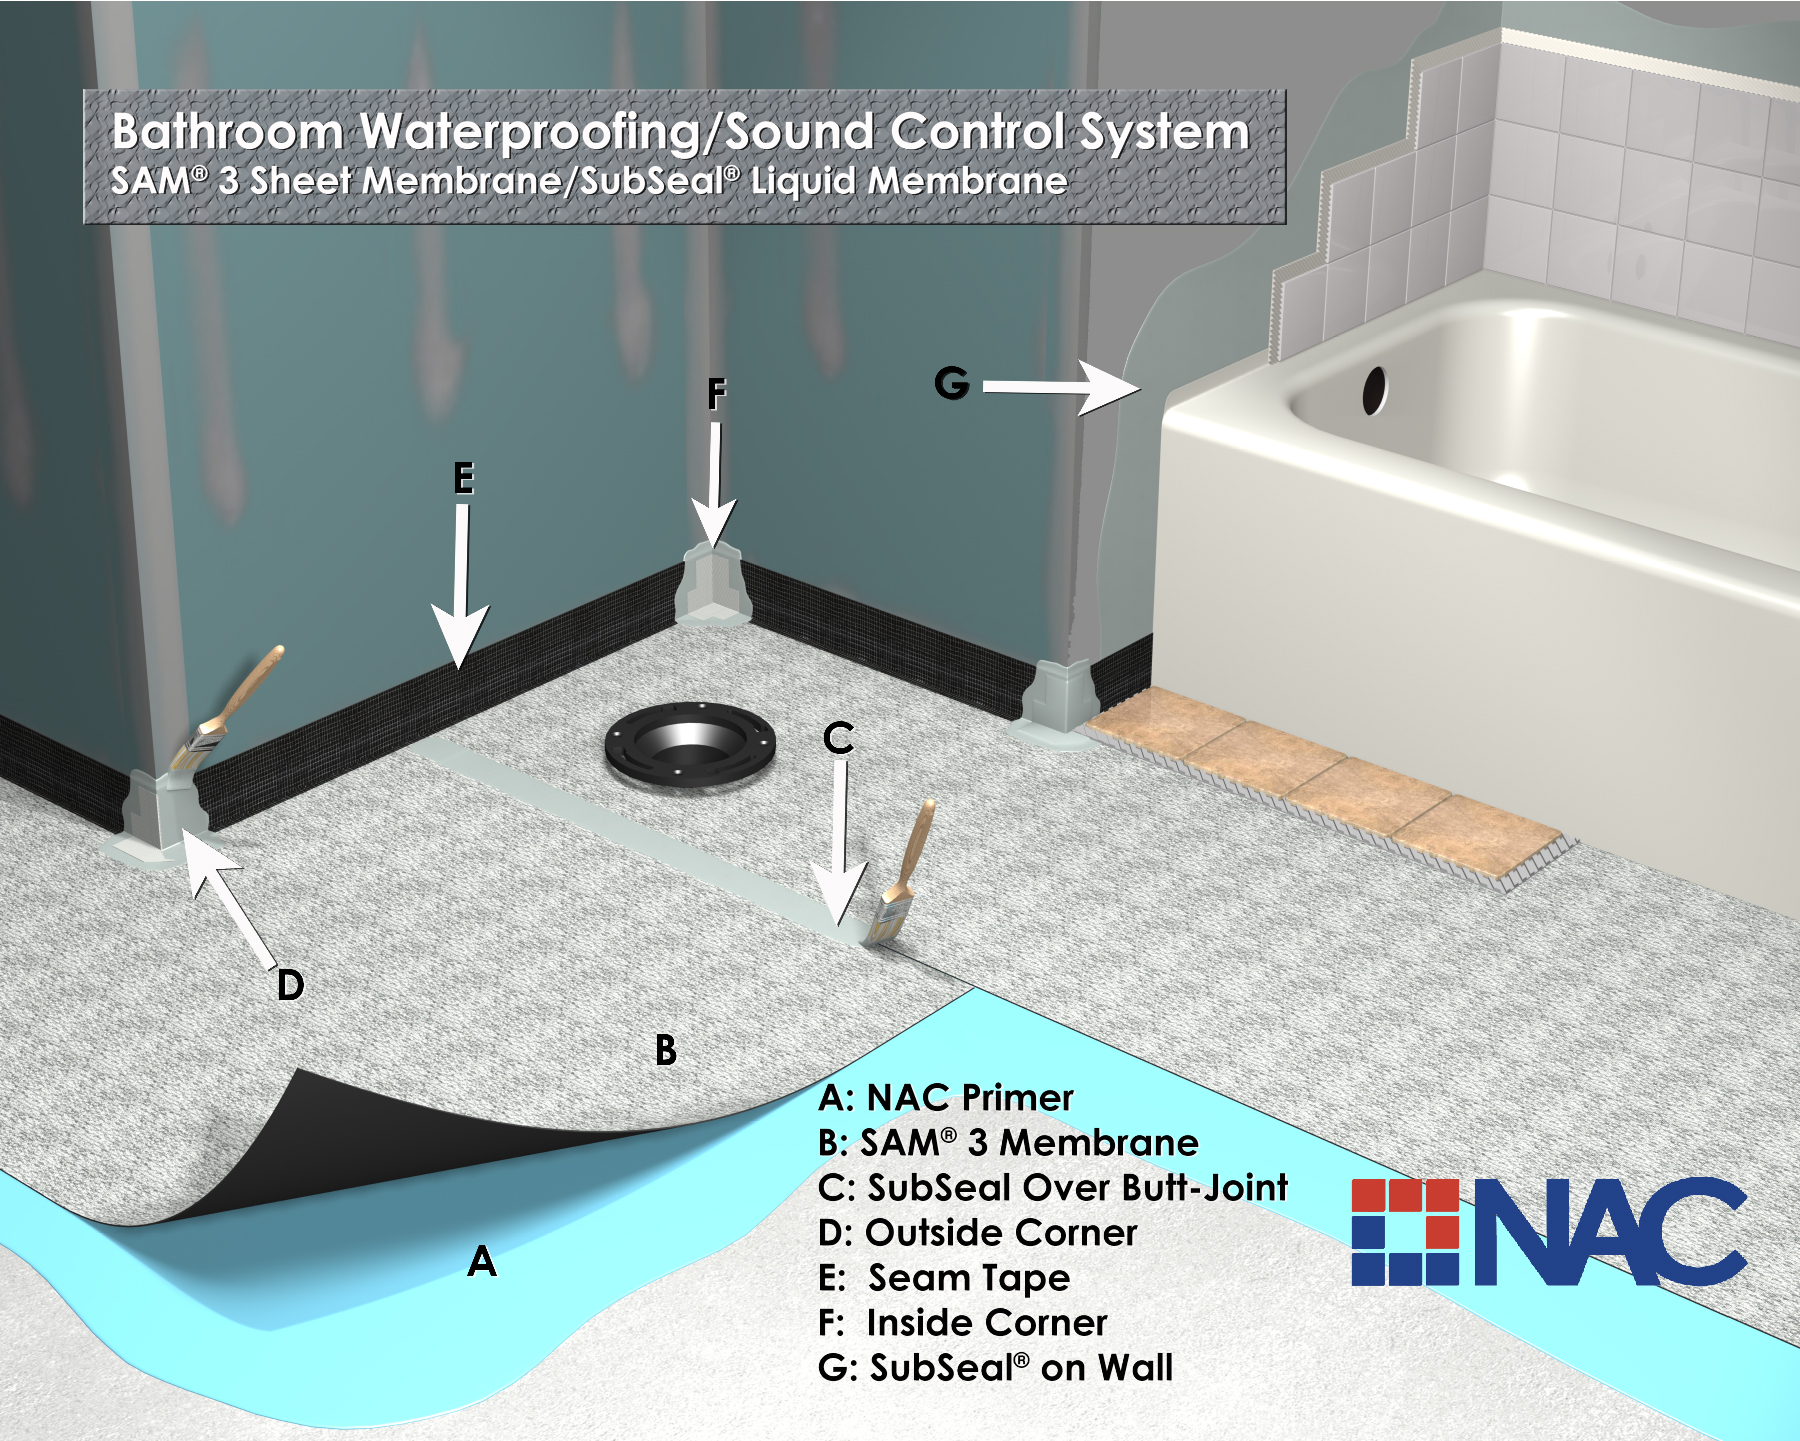 Bathroom Waterproofing/Sound Control System
SAM® 3 Sheet Membrane/SubSeal® Liquid Membrane
F
G
E
C
D
B
A
A: NAC Primer
B: SAM® 3 Membrane
C: SubSeal Over Butt-Joint
D: Outside Corner
E: Seam Tape
F: Inside Corner
G: SubSeal® on Wall
NAC